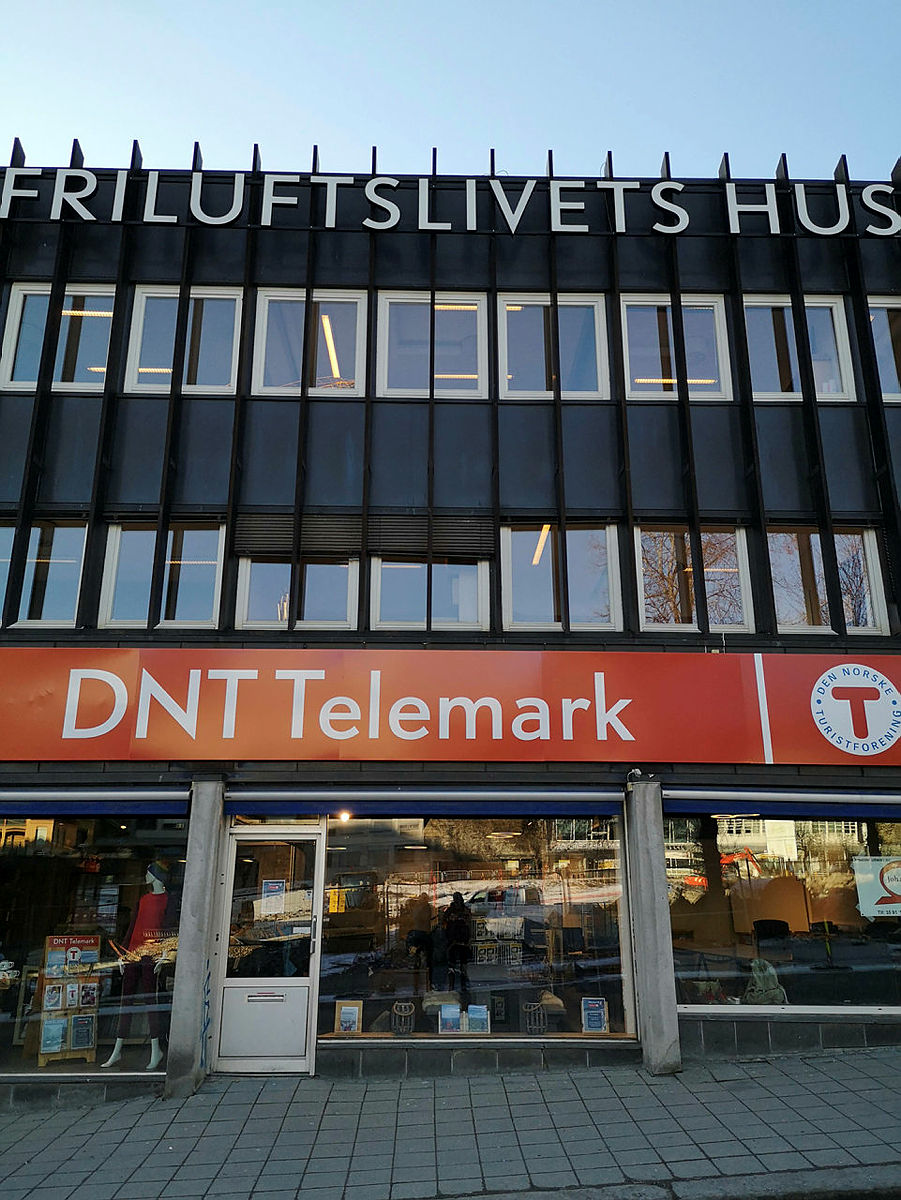 FRILUFTSLIVETS HUS
DNT Telemark
DEN NORSKE
T
TURISTFORENING
DNT Telemark
T